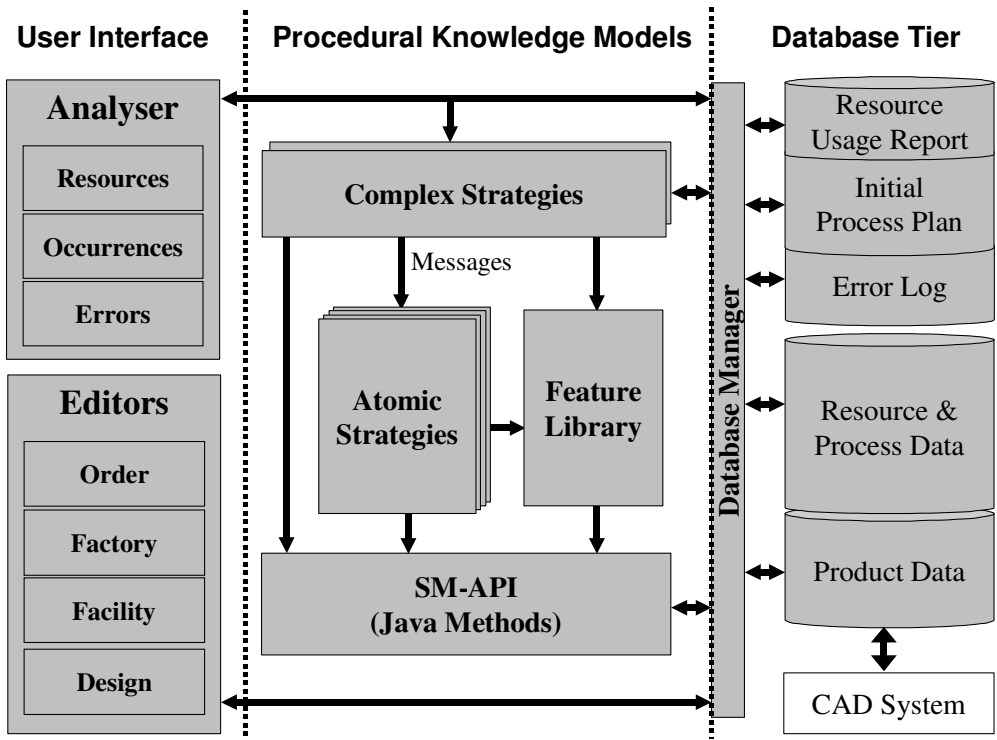 User Interface
Procedural Knowledge Models
Database Tier
Analyser
Resources
Occurrences
Errors
Editors
Order
Factory
Facility
Design
Complex Strategies
Messages
Atomic
Strategies
Feature
Library
SM-API
(Java Methods)
Database Manager
Resource
Usage Report
Initial
Process Plan
Error Log
Resource &
Process Data
Product Data
CAD System